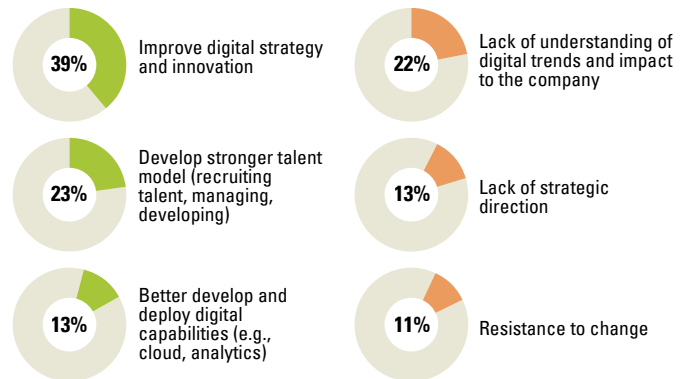 39%
Improve digital strategy
and innovation
22%
Lack of understanding of
digital trends and impact
to the company
23%
Develop stronger talent
model (recruiting
talent, managing,
developing)
13%
Lack of strategic
direction
13%
Better develop and
deploy digital
capabilities (e.g.,
cloud, analytics)
11%
Resistance to change